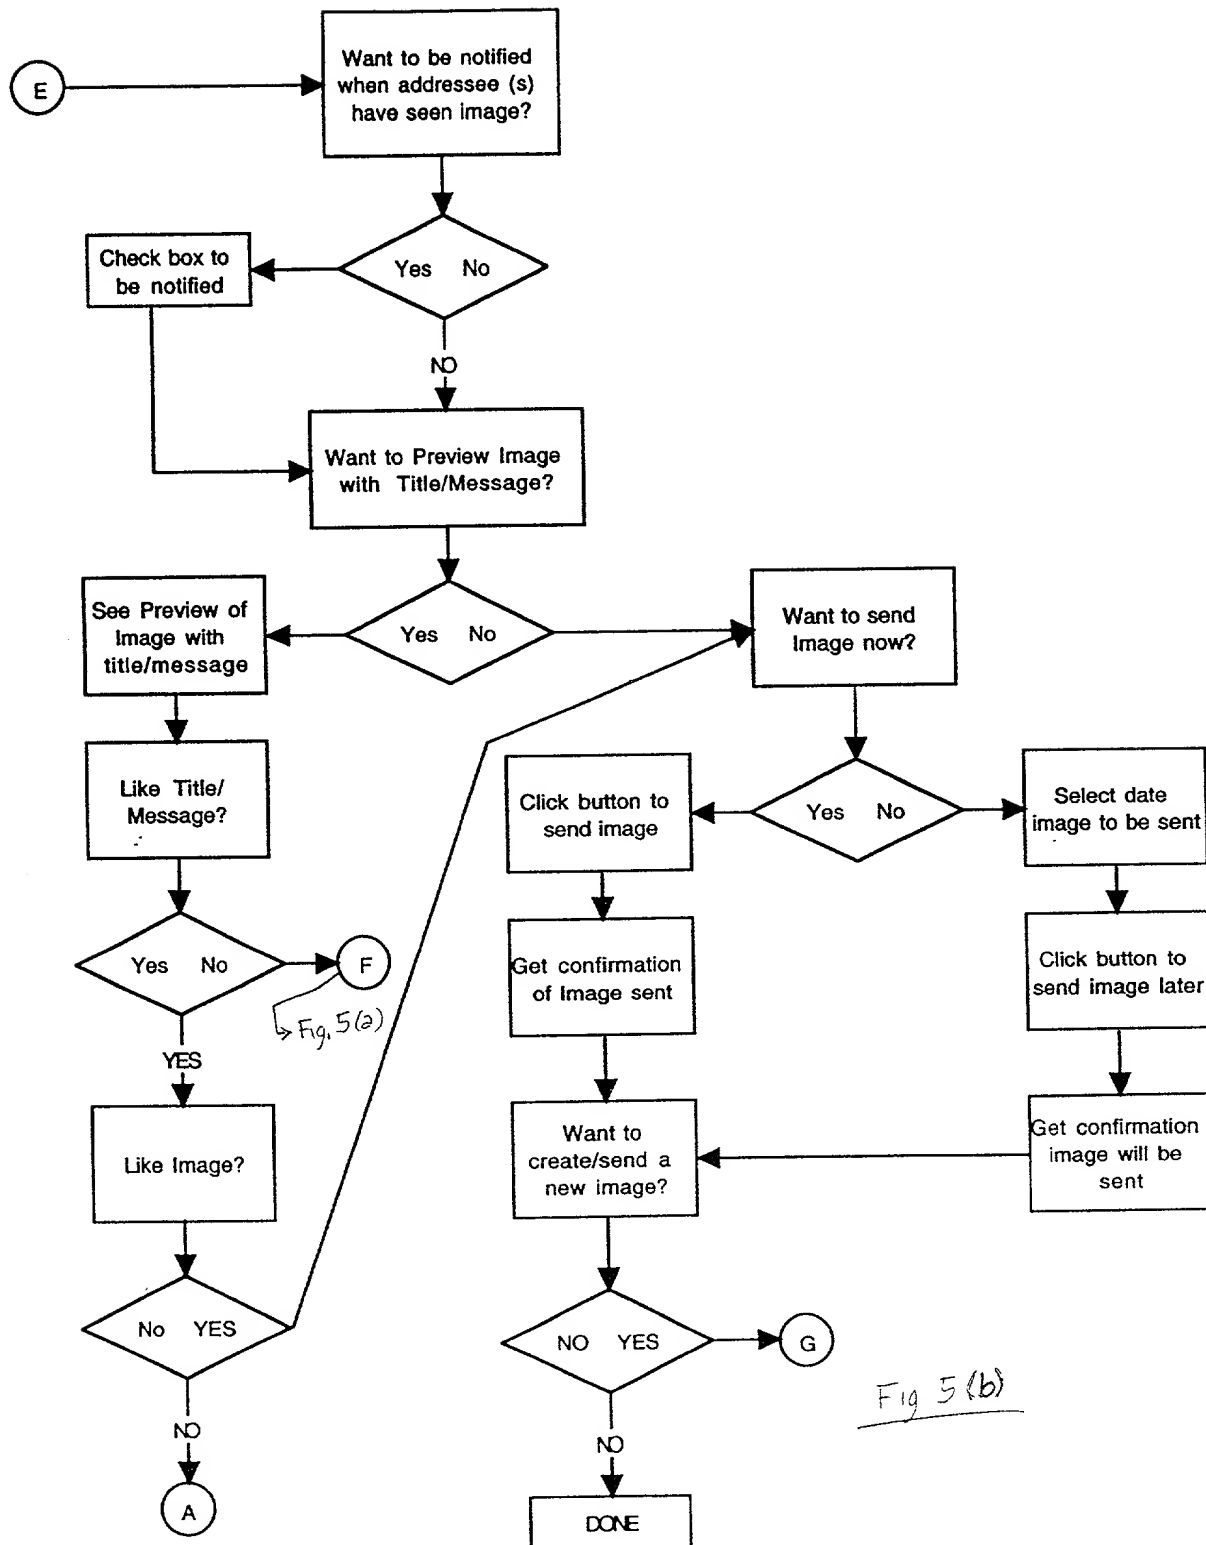 E
Want to be notified
when addressee (s)
have seen image?
Check box to
be notified
Yes No
NO
Want to Preview Image
with Title/Message?
See Preview of
Image with
title/message
Yes No
Want to send
Image now?
Like Title/
Message?
Click button to
send image
Yes No
Select date
image to be sent
Yes No
F
Fig. 5(a)
Get confirmation
of Image sent
Click button to
send image later
YES
Like Image?
Want to
create/send a
new image?
Get confirmation
image will be
sent
No YES
NO YES
G
Fig 5 (b)
NO
A
NO
DONE